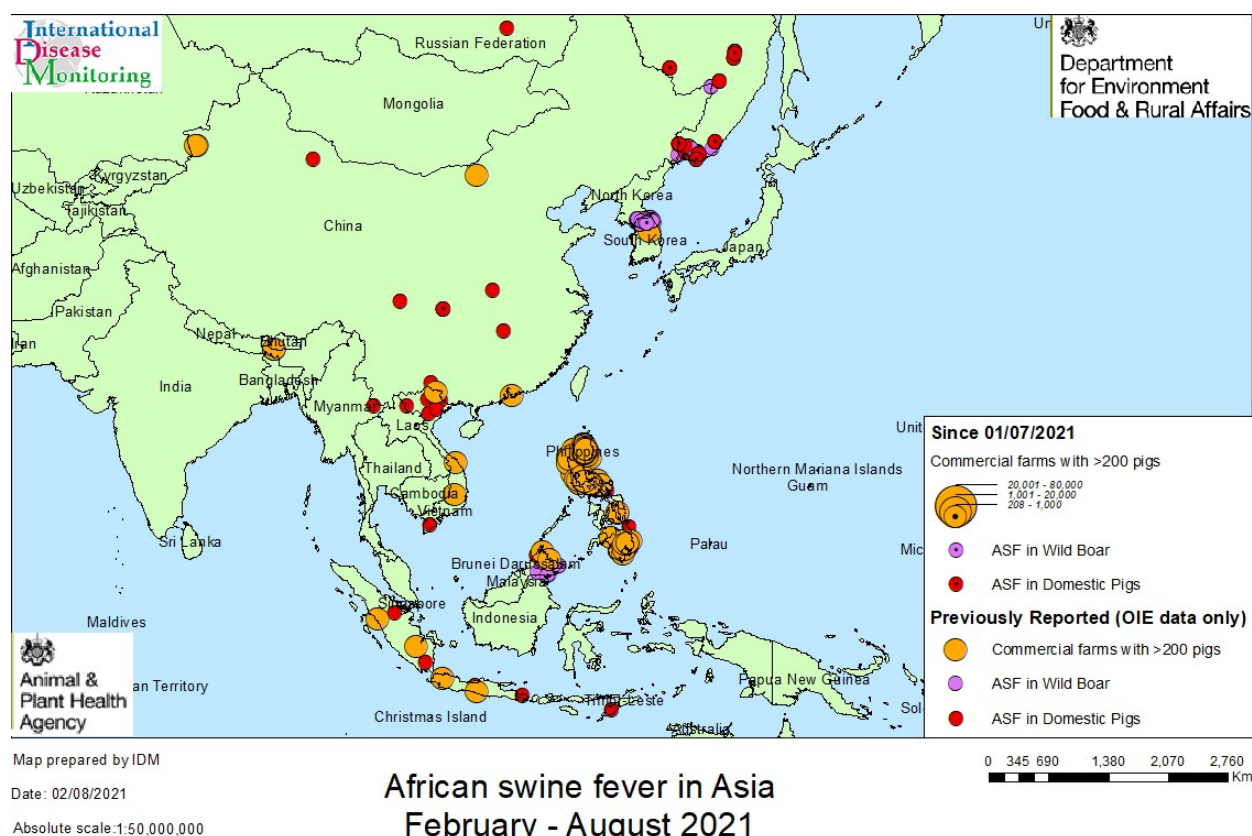 International
Disease
Monitoring
Russian Federation
Un
Department
for Environment
Food & Rural Affairs
Mongolia
Uzbekistan
Kyrgyzstan
Tajikistan
North Korea
China
South Korea
Japan
Afghanistan
Pakistan
Iran
Nepal
Bhutan
India
Bangladesh
Myanmar
Laos
Thailand
Philippines
Northern Mariana Islands
Guam
Unit
Cambodia
Vietnam
Sri Lanka
Palau
Mic
Brunei Darussalam
Malaysia
Singapore
Indonesia
Maldives
an Territory
Christmas Island
Timor-Leste
Papua New Guinea
Sol
Australia
Since 01/07/2021
Commercial farms with >200 pigs
20,001 - 80,000
1,001 - 20,000
208 - 1,000
ASF in Wild Boar
ASF in Domestic Pigs
Previously Reported (OIE data only)
Commercial farms with >200 pigs
ASF in Wild Boar
ASF in Domestic Pigs
Animal &
Plant Health
Agency
Map prepared by IDM
Date: 02/08/2021
Absolute scale:1:50,000,000
African swine fever in Asia
February - August 2021
0 345 690 1,380 2,070 2,760
Km